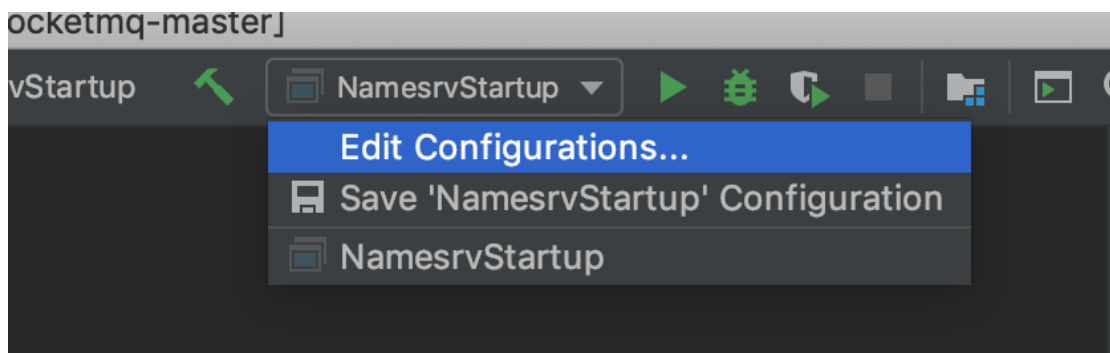 ocketmq-master]
vStartup
NamesrvStartup
Edit Configurations...
Save 'NamesrvStartup' Configuration
NamesrvStartup